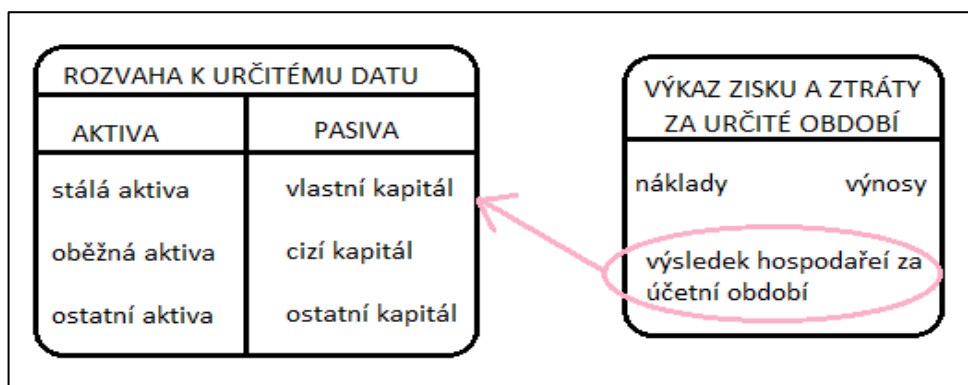 ROZVAHA K URČITÉMU DATU
AKTIVA
PASIVA
stálá aktiva
vlastní kapitál
oběžná aktiva
cizí kapitál
ostatní aktiva
ostatní kapitál
VÝKAZ ZISKU A ZTRÁTY
ZA URČITÉ OBDOBÍ
náklady
výnosy
výsledek hospodařeí za
účetní období